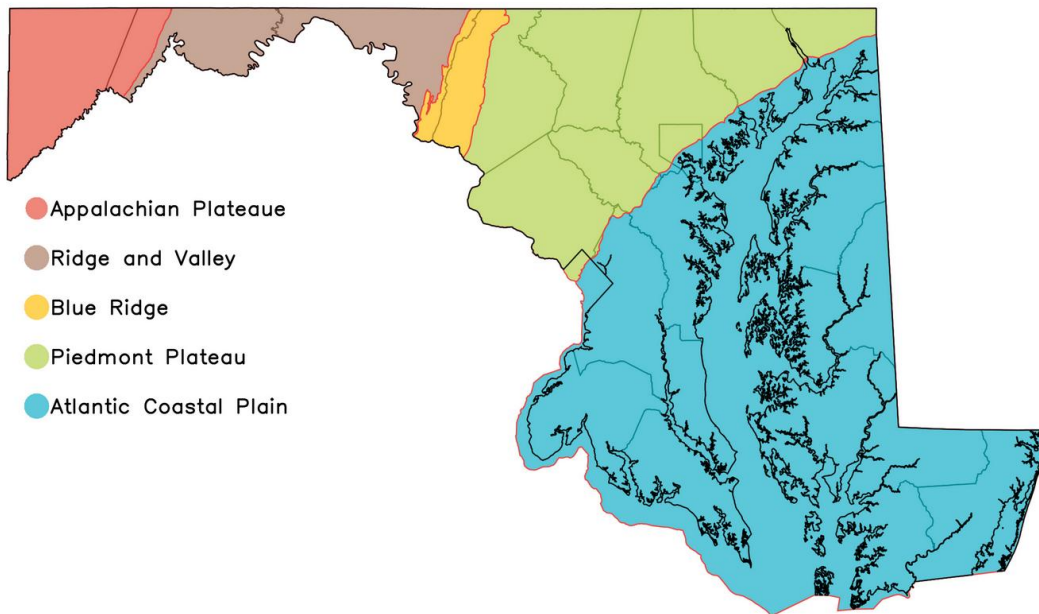 Appalachian Plateaue
Ridge and Valley
Blue Ridge
Piedmont Plateau
Atlantic Coastal Plain